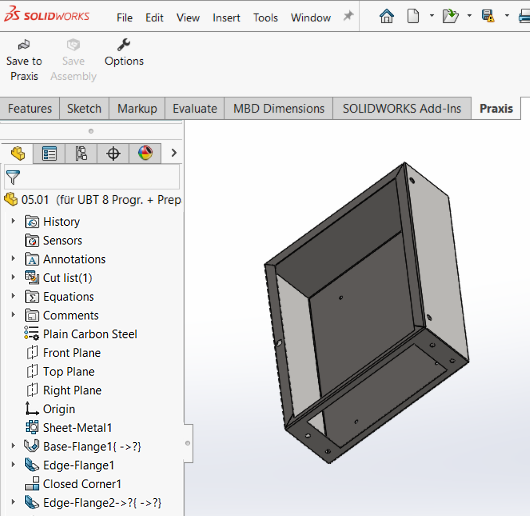 SOLIDWORKS File Edit View Insert Tools Window
Save to Praxis
Save Assembly
Options
Features Sketch Markup Evaluate MBD Dimensions SOLIDWORKS Add-Ins Praxis
05.01 (für UBT 8 Progr. + Prep
History
Sensors
Annotations
Cut list(1)
Equations
Comments
Plain Carbon Steel
Front Plane
Top Plane
Right Plane
Origin
Sheet-Metal1
Base-Flange1{ ->?}
Edge-Flange1
Closed Corner1
Edge-Flange2->?{ ->?}